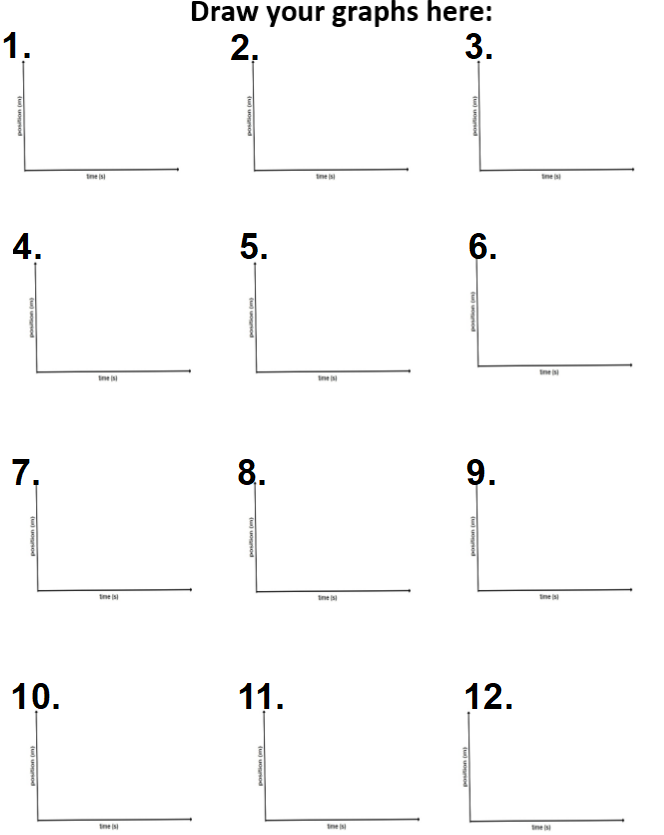 Draw your graphs here:
1.
2.
3.
position (m)
position (m)
position (m)
time (s)
time (s)
time (s)
4.
5.
6.
position (m)
position (m)
position (m)
time (s)
time (s)
time (s)
7.
8.
9.
position (m)
position (m)
position (m)
time (s)
time (s)
time (s)
10.
11.
12.
position (m)
position (m)
position (m)
time (s)
time (s)
time (s)